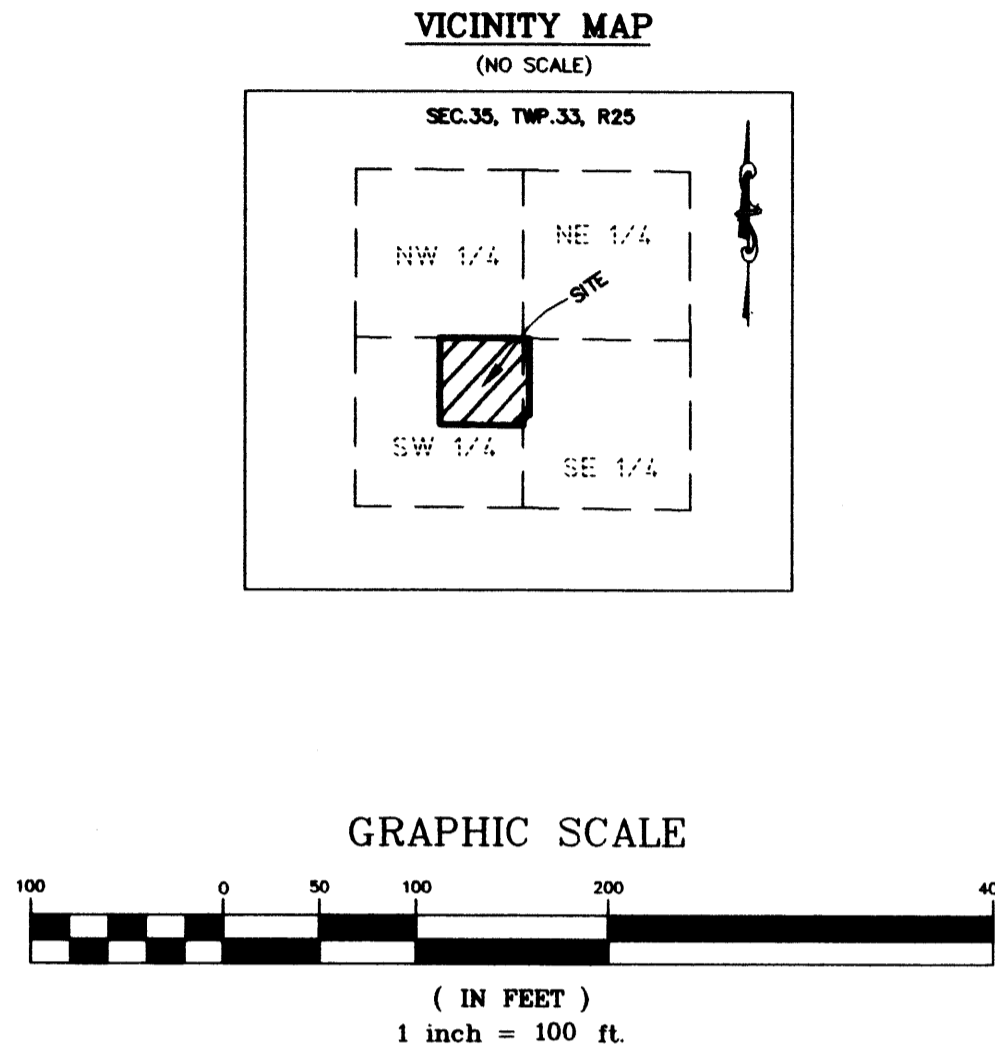 VICINITY MAP
(NO SCALE)
SEC.35, TWP.33, R25
NW 1/4
NE 1/4
SITE
SW 1/4
SE 1/4
GRAPHIC SCALE
100 0 50 100 200 40
( IN FEET )
1 inch = 100 ft.